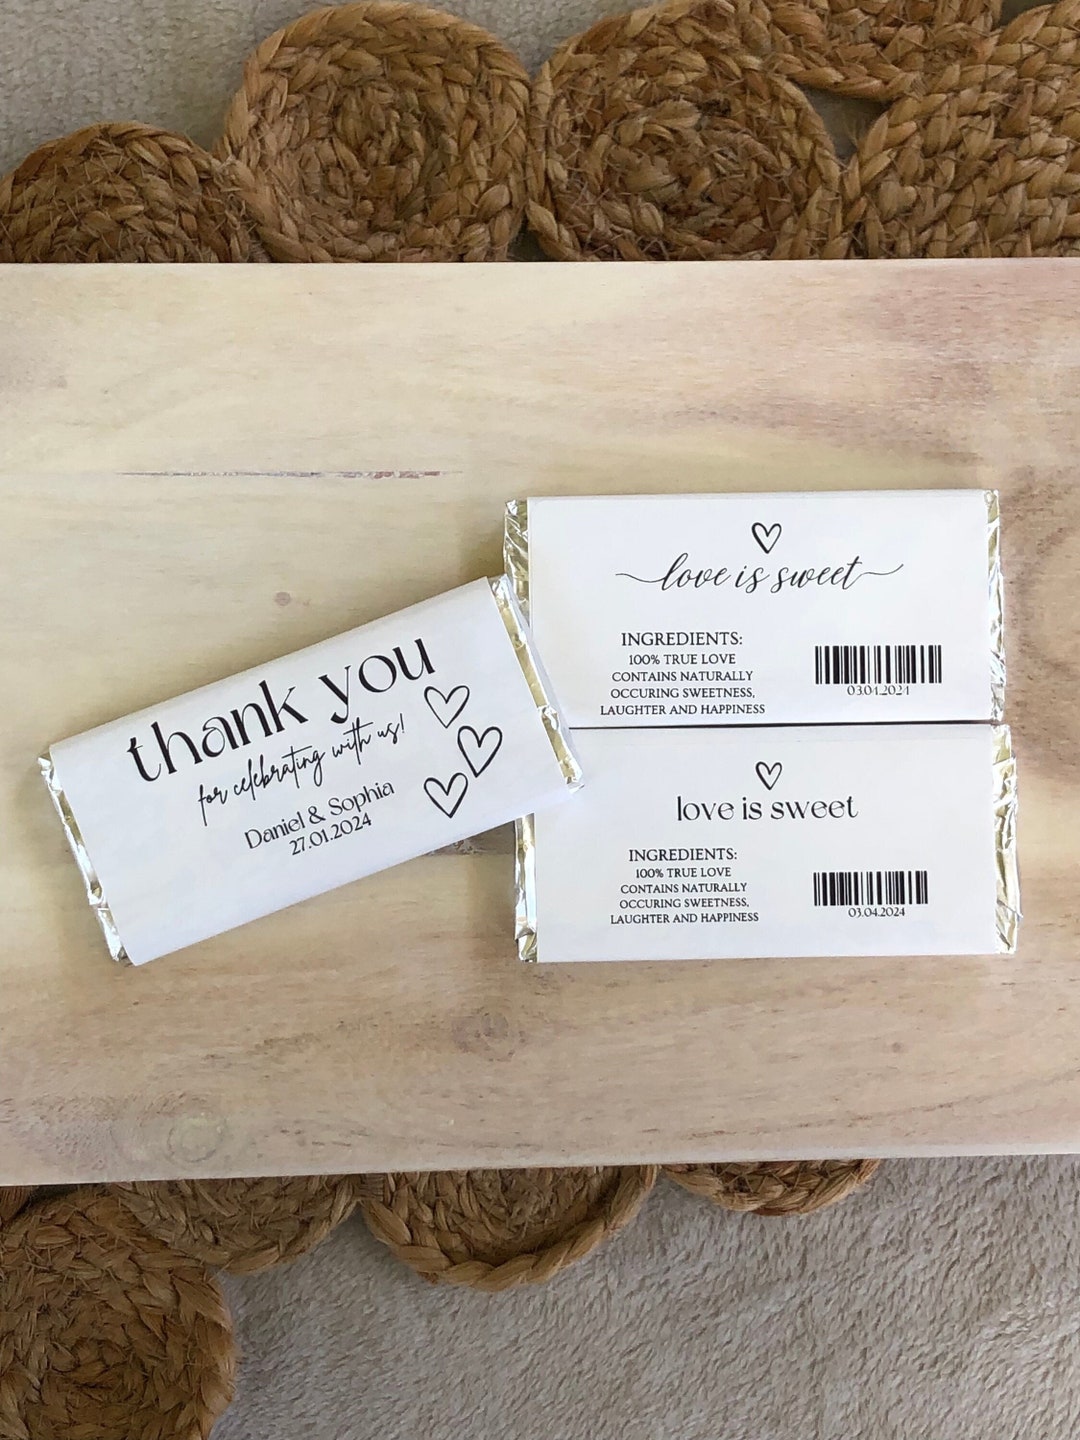 thank you
for celebrating with us!
Daniel & Sophia
27.01.2024
love is sweet
INGREDIENTS:
100% TRUE LOVE
CONTAINS NATURALLY
OCCURING SWEETNESS,
LAUGHTER AND HAPPINESS
03.04.2024
love is sweet
INGREDIENTS:
100% TRUE LOVE
CONTAINS NATURALLY
OCCURING SWEETNESS,
LAUGHTER AND HAPPINESS
03.04.2024